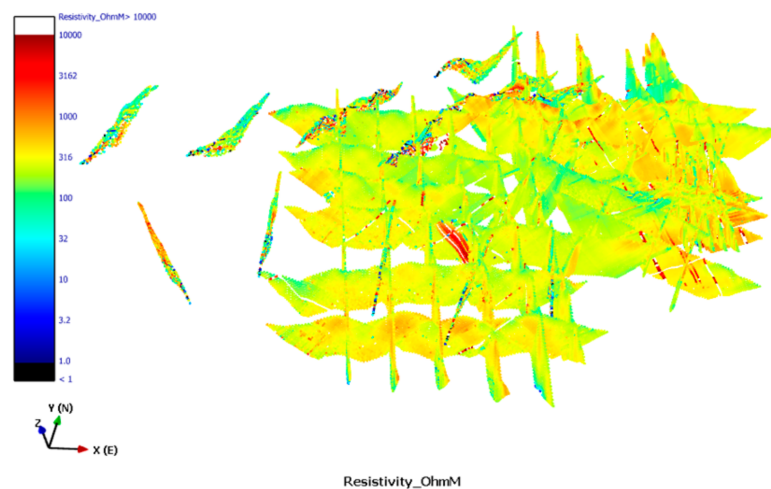 Resistivity_OhmM> 10000
10000
3162
1000
316
100
32
10
3.2
1.0
< 1
Y (N)
Z
X (E)
Resistivity_OhmM